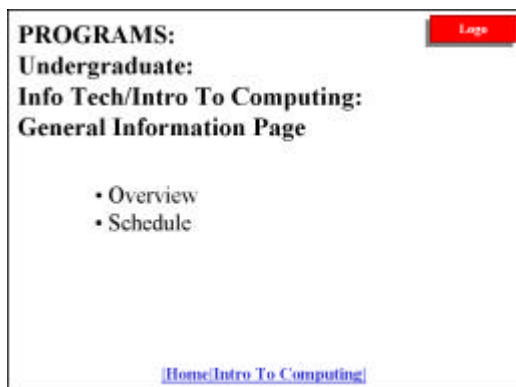 PROGRAMS:
Logo
Undergraduate:
Info Tech/Intro To Computing:
General Information Page
• Overview
• Schedule
|Home|Intro To Computing|